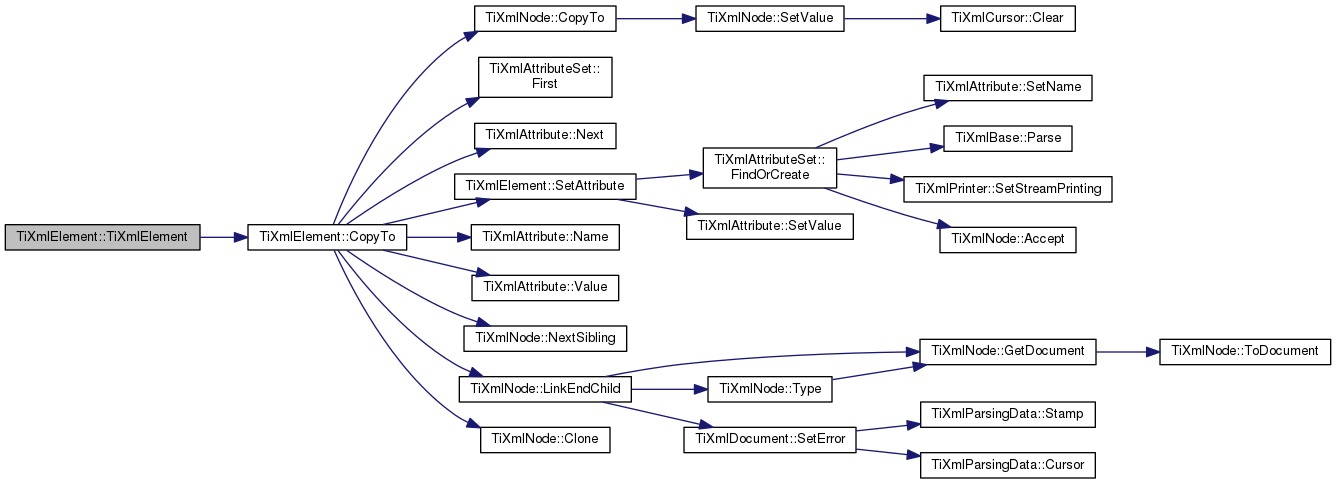 TiXmlElement::TiXmlElement
TiXmlElement::CopyTo
TiXmlNode::CopyTo
TiXmlNode::SetValue
TiXmlCursor::Clear
TiXmlAttributeSet::
First
TiXmlAttribute::Next
TiXmlElement::SetAttribute
TiXmlAttributeSet::
FindOrCreate
TiXmlAttribute::SetName
TiXmlBase::Parse
TiXmlPrinter::SetStreamPrinting
TiXmlNode::Accept
TiXmlAttribute::SetValue
TiXmlAttribute::Name
TiXmlAttribute::Value
TiXmlNode::NextSibling
TiXmlNode::LinkEndChild
TiXmlNode::GetDocument
TiXmlNode::ToDocument
TiXmlNode::Type
TiXmlDocument::SetError
TiXmlParsingData::Stamp
TiXmlParsingData::Cursor
TiXmlNode::Clone